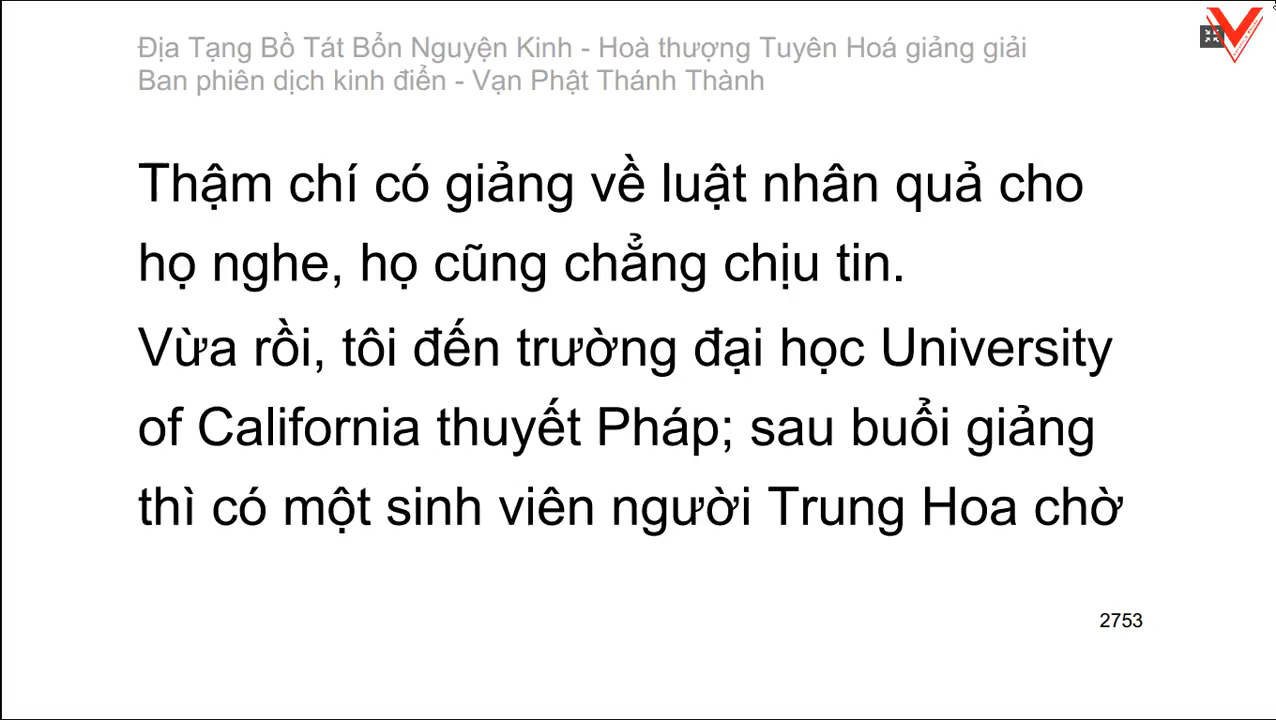 Địa Tạng Bồ Tát Bổn Nguyện Kinh - Hoà thượng Tuyên Hoá giảng giải
Ban phiên dịch kinh điển - Vạn Phật Thánh Thành
Thậm chí có giảng về luật nhân quả cho
họ nghe, họ cũng chẳng chịu tin.
Vừa rồi, tôi đến trường đại học University
of California thuyết Pháp; sau buổi giảng
thì có một sinh viên người Trung Hoa chờ
2753